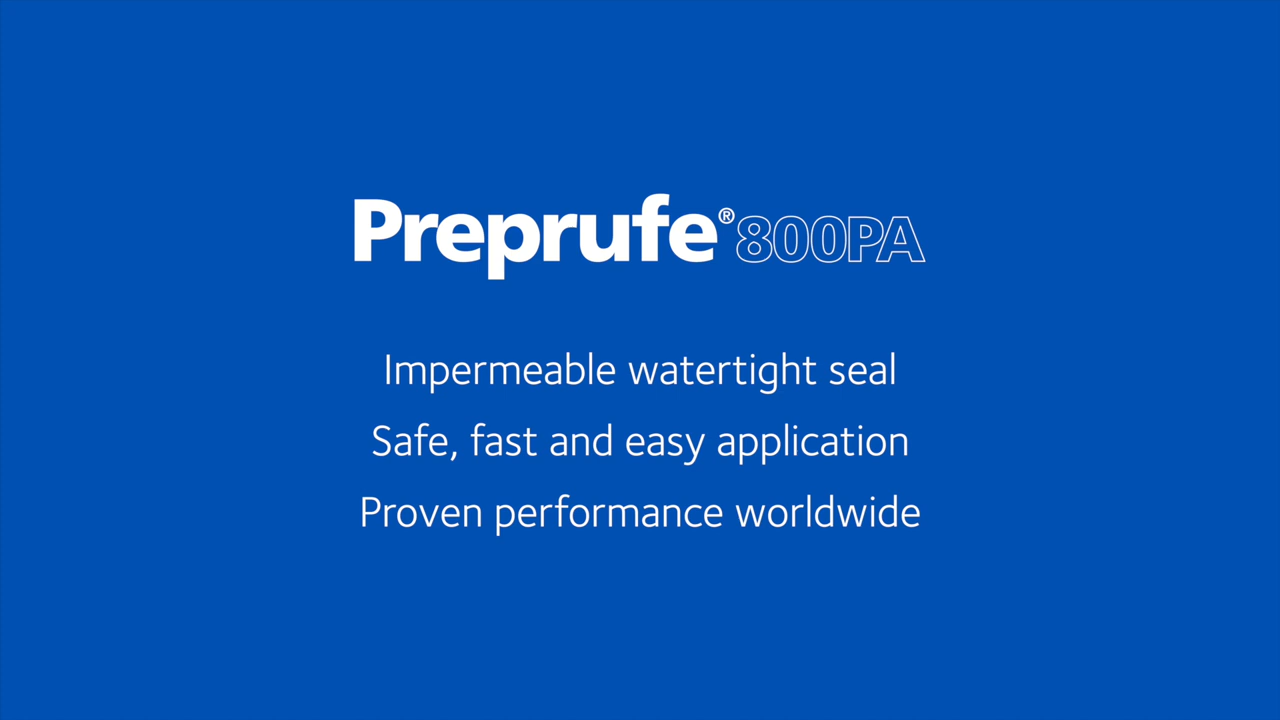 Preprufe® 800PA
Impermeable watertight seal
Safe, fast and easy application
Proven performance worldwide